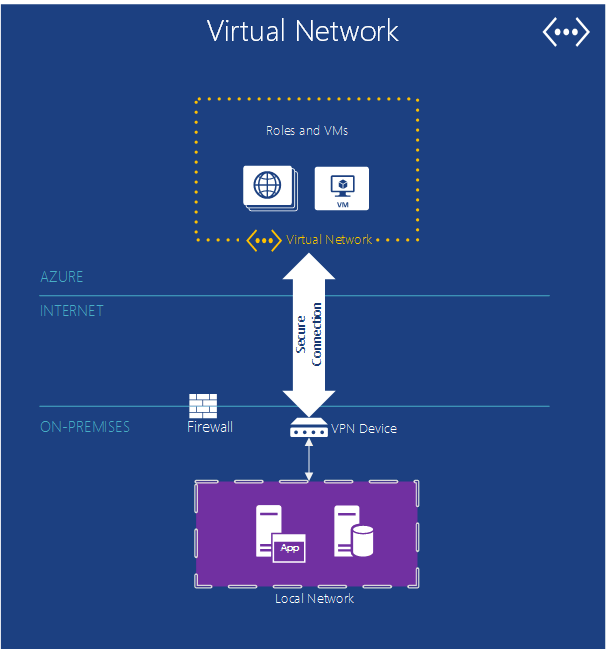 Virtual Network
Roles and VMs
VM
Virtual Network
AZURE
INTERNET
Secure
Connection
ON-PREMISES
Firewall
VPN Device
App
Local Network